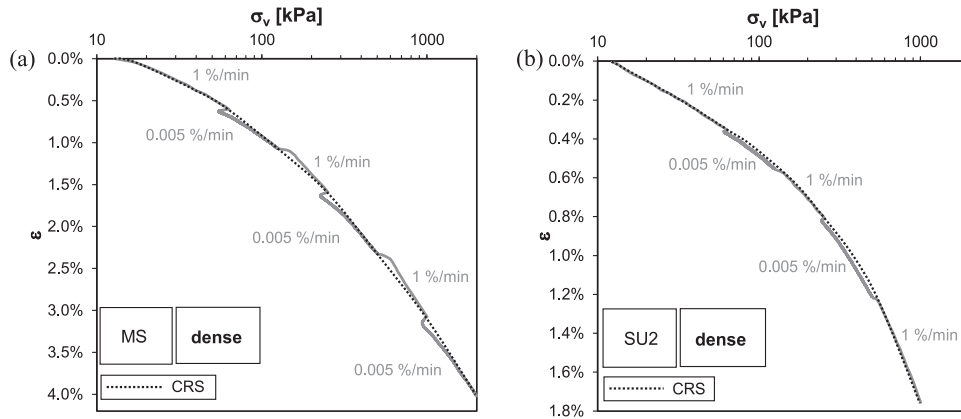 (a)
σv [kPa]
10 100 1000
0.0%
0.5%
1.0%
1.5%
2.0%
2.5%
3.0%
3.5%
4.0%
ε
1 %/min
0.005 %/min
1 %/min
0.005 %/min
1 %/min
0.005 %/min
MS
dense
CRS
(b)
σv [kPa]
10 100 1000
0.0%
0.2%
0.4%
0.6%
0.8%
1.0%
1.2%
1.4%
1.6%
1.8%
ε
1 %/min
0.005 %/min
1 %/min
0.005 %/min
1 %/min
SU2
dense
CRS